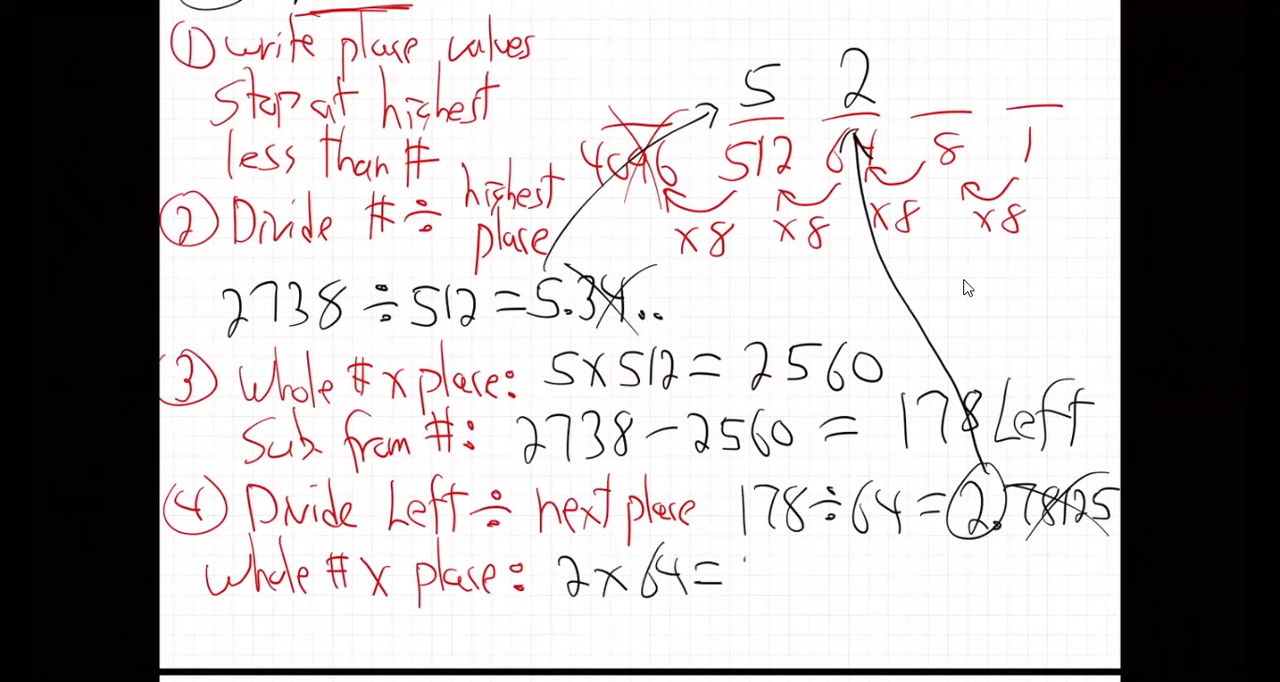 ① write place values
Stop at highest
less than #
5 2
4096 512 64 8 1
x8 x8 x8 x8
② Divide # ÷ highest place
2738 ÷ 512 = 5.34...
③ Whole # x place: 5x512 = 2560
Sub from #: 2738 - 2560 = 178 Left
④ Divide Left ÷ next place 178 ÷ 64 = 2.78125
Whole # x place: 2 x 64 =